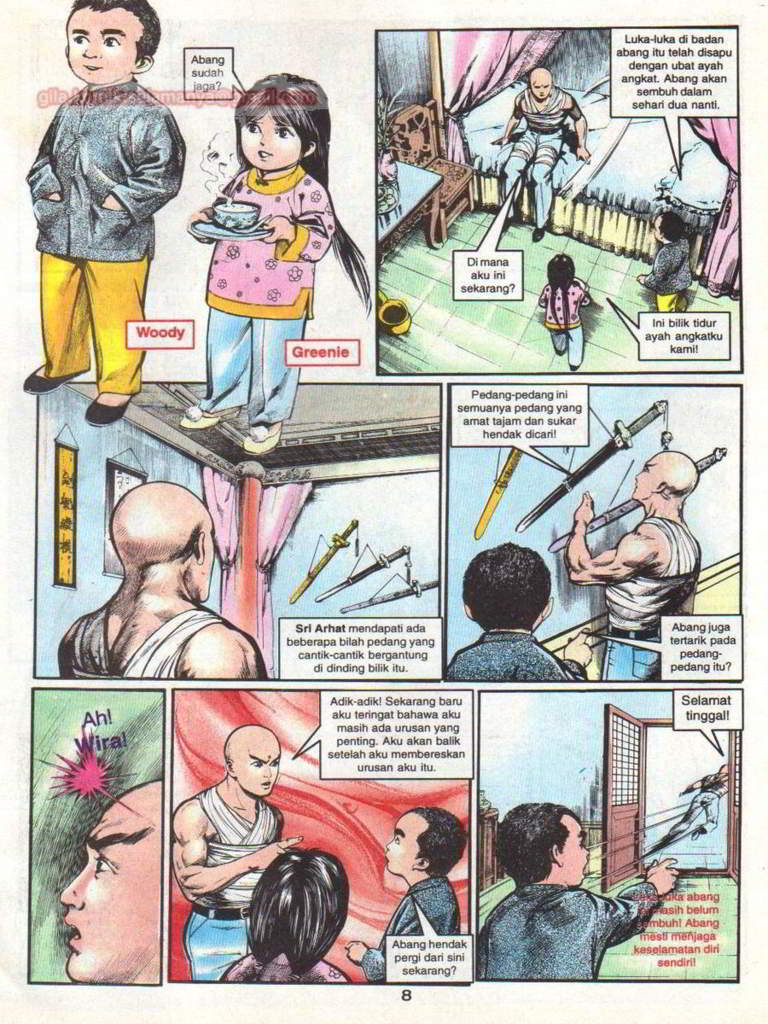 Abang
sudah
jaga?
Woody
Greenie
Luka-luka di badan
abang itu telah disapu
dengan ubat ayah
angkat. Abang akan
sembuh dalam
sehari dua nanti.
Di mana
aku ini
sekarang?
Ini bilik tidur
ayah angkatku
kami!
Sri Arhat mendapati ada
beberapa bilah pedang yang
cantik-cantik bergantung
di dinding bilik itu.
Pedang-pedang ini
semuanya pedang yang
amat tajam dan sukar
hendak dicari!
Abang juga
tertarik pada
pedang-
pedang itu?
Ah!
Wira!
Adik-adik! Sekarang baru
aku teringat bahawa aku
masih ada urusan yang
penting. Aku akan balik
setelah aku membereskan
urusan aku itu.
Abang hendak
pergi dari sini
sekarang?
Selamat
tinggal!
abang
masih belum
sembuh! Abang
mesti menjaga
keselamatan diri
sendiri!
8